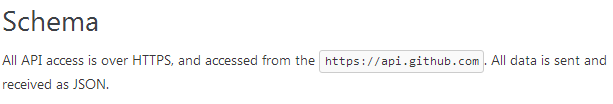 Schema
All API access is over HTTPS, and accessed from the https://api.github.com. All data is sent and
received as JSON.